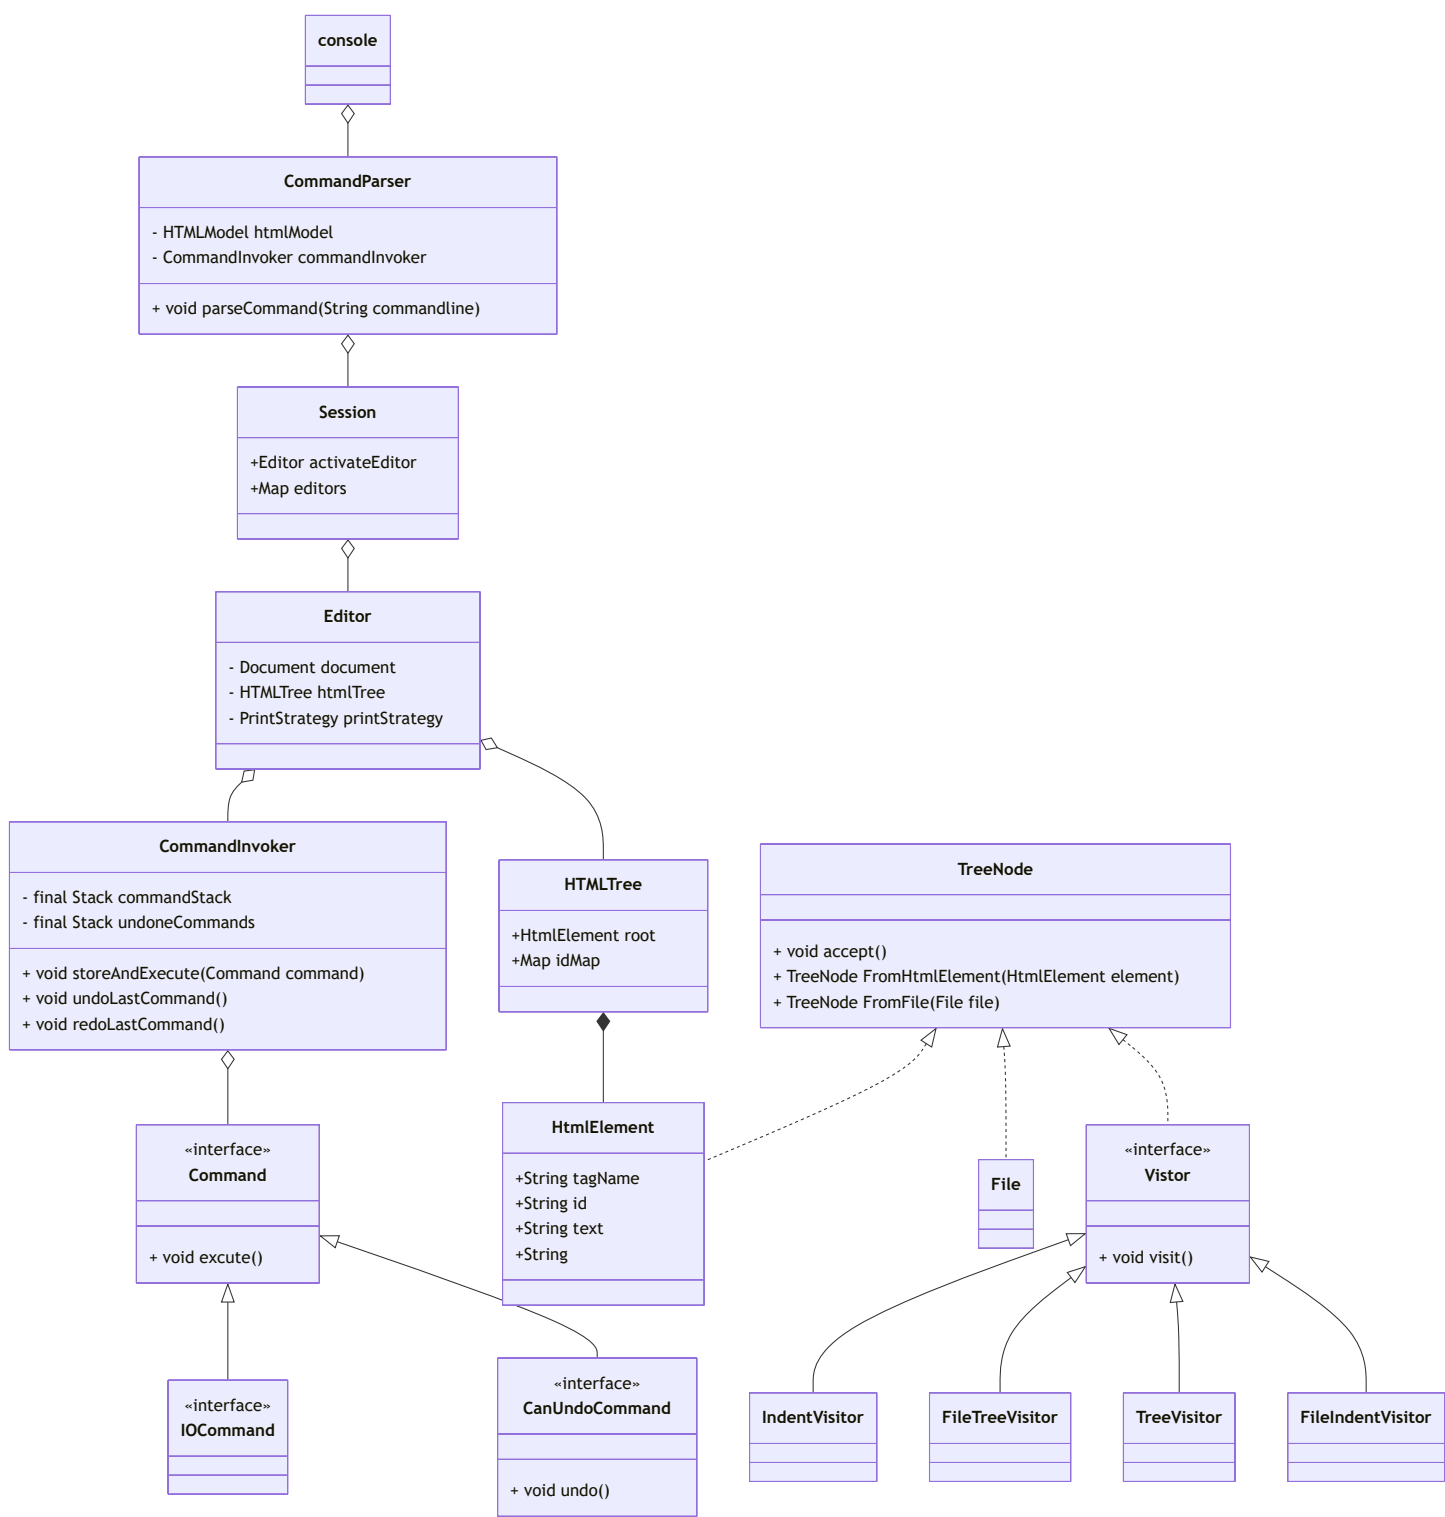 console
CommandParser
- HTMLModel htmlModel
- CommandInvoker commandInvoker
+ void parseCommand(String commandline)
Session
+Editor activateEditor
+Map editors
Editor
- Document document
- HTMLTree htmlTree
- PrintStrategy printStrategy
CommandInvoker
- final Stack commandStack
- final Stack undoneCommands
+ void storeAndExecute(Command command)
+ void undoLastCommand()
+ void redoLastCommand()
HTMLTree
+HtmlElement root
+Map idMap
TreeNode
+ void accept()
+ TreeNode FromHtmlElement(HtmlElement element)
+ TreeNode FromFile(File file)
«interface»
Command
+ void excute()
HtmlElement
+String tagName
+String id
+String text
+String
File
«interface»
Vistor
+ void visit()
«interface»
IOCommand
«interface»
CanUndoCommand
+ void undo()
IndentVisitor
FileTreeVisitor
TreeVisitor
FileIndentVisitor